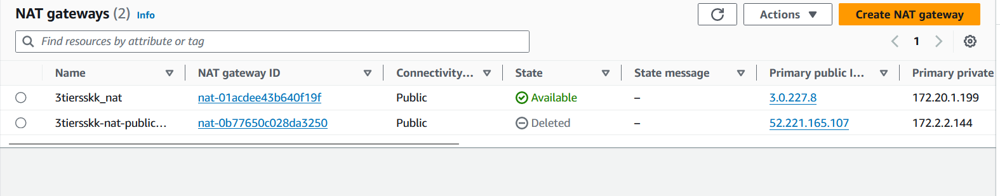 NAT gateways (2) Info
Actions
Create NAT gateway
Find resources by attribute or tag
1
Name NAT gateway ID Connectivity... State State message Primary public I... Primary private
3tiersskk_nat nat-01acdee43b640f19f Public Available – 3.0.227.8 172.20.1.199
3tiersskk-nat-public... nat-0b77650c028da3250 Public Deleted – 52.221.165.107 172.2.2.144